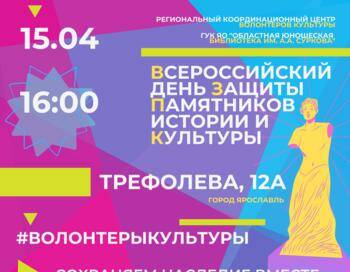 РЕГИОНАЛЬНЫЙ КООРДИНАЦИОННЫЙ ЦЕНТР
ВОЛОНТЕРОВ КУЛЬТУРЫ
ГУК ЯО "ОБЛАСТНАЯ ЮНОШЕСКАЯ
БИБЛИОТЕКА ИМ. А.А. СУРКОВА"
15.04
16:00
ВСЕРОССИЙСКИЙ
ДЕНЬ ЗАЩИТЫ
ПАМЯТНИКОВ
ИСТОРИИ И
КУЛЬТУРЫ
ТРЕФОЛЕВА, 12А
ГОРОД ЯРОСЛАВЛЬ
#ВОЛОНТЕРЫКУЛЬТУРЫ
СОХРАНЯЕМ НАСЛЕДИЕ ВМЕСТЕ